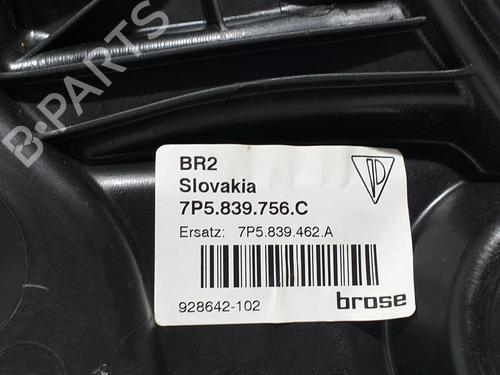 B-PARTS
BR2
Slovakia
7P5.839.756.C
Ersatz: 7P5.839.462.A
928642-102
brose